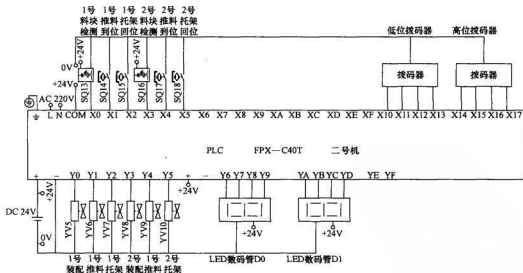 1号 1号 1号 2号 2号 2号
料块 推料 托架 料块 推料 托架
检测 到位 回位 检测 到位 回位
低位拨码器 高位拨码器
+24V +24V
0V
+24V
拨码器 拨码器
SQ13 SQ14 SQ15 SQ16 SQ17 SQ18
AC 220V
L N COM X0 X1 X2 X3 X4 X5 X6 X7 X8 X9 XA XB XC XD XE XF X10 X11 X12 X13 X14 X15 X16 X17
PLC FPX—C40T 二号机
+ − Y0 Y1 Y2 Y3 Y4 Y5 + − Y6 Y7 Y8 Y9 YA YB YC YD YE YF
+24V +24V
DC 24V
0V
YV5 YV6 YV7 YV8 YV9 YV10
+24V +24V
1号 1号 1号 2号 2号 2号
装配 推料 托架 装配 推料 托架
LED数码管D0 LED数码管D1